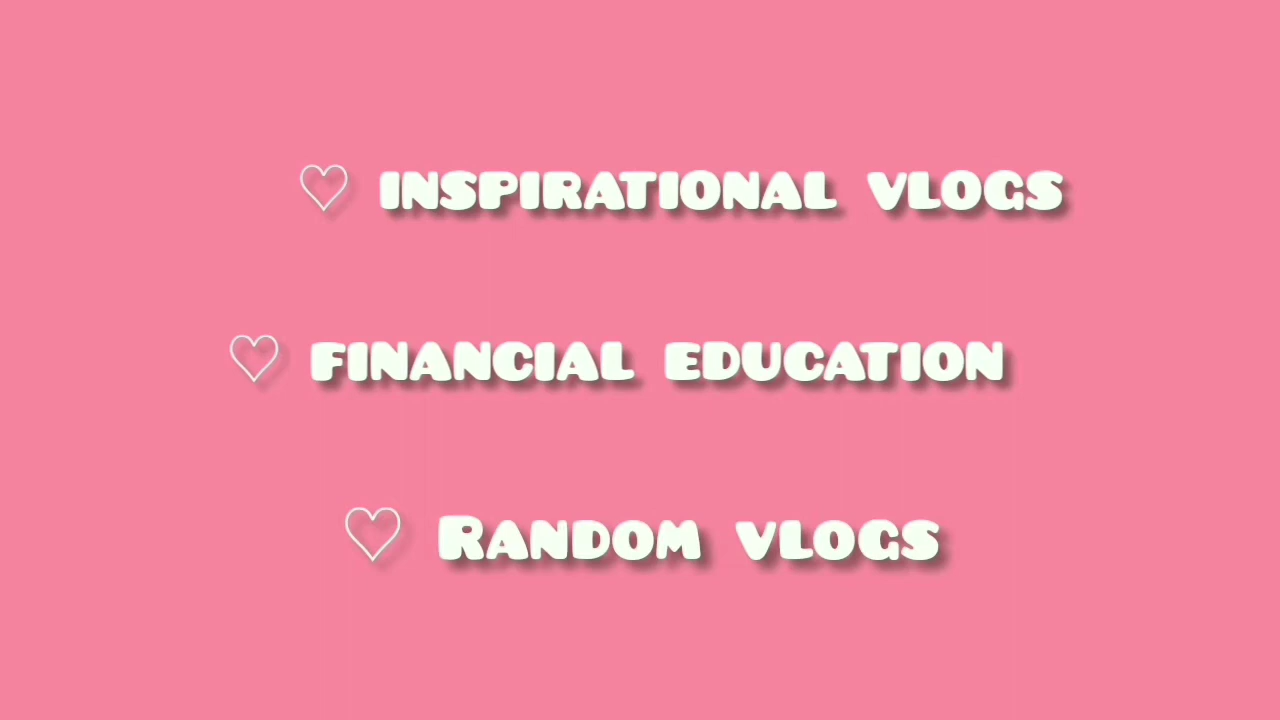 ♡ INSPIRATIONAL VLOGS
♡ FINANCIAL EDUCATION
♡ RANDOM VLOGS